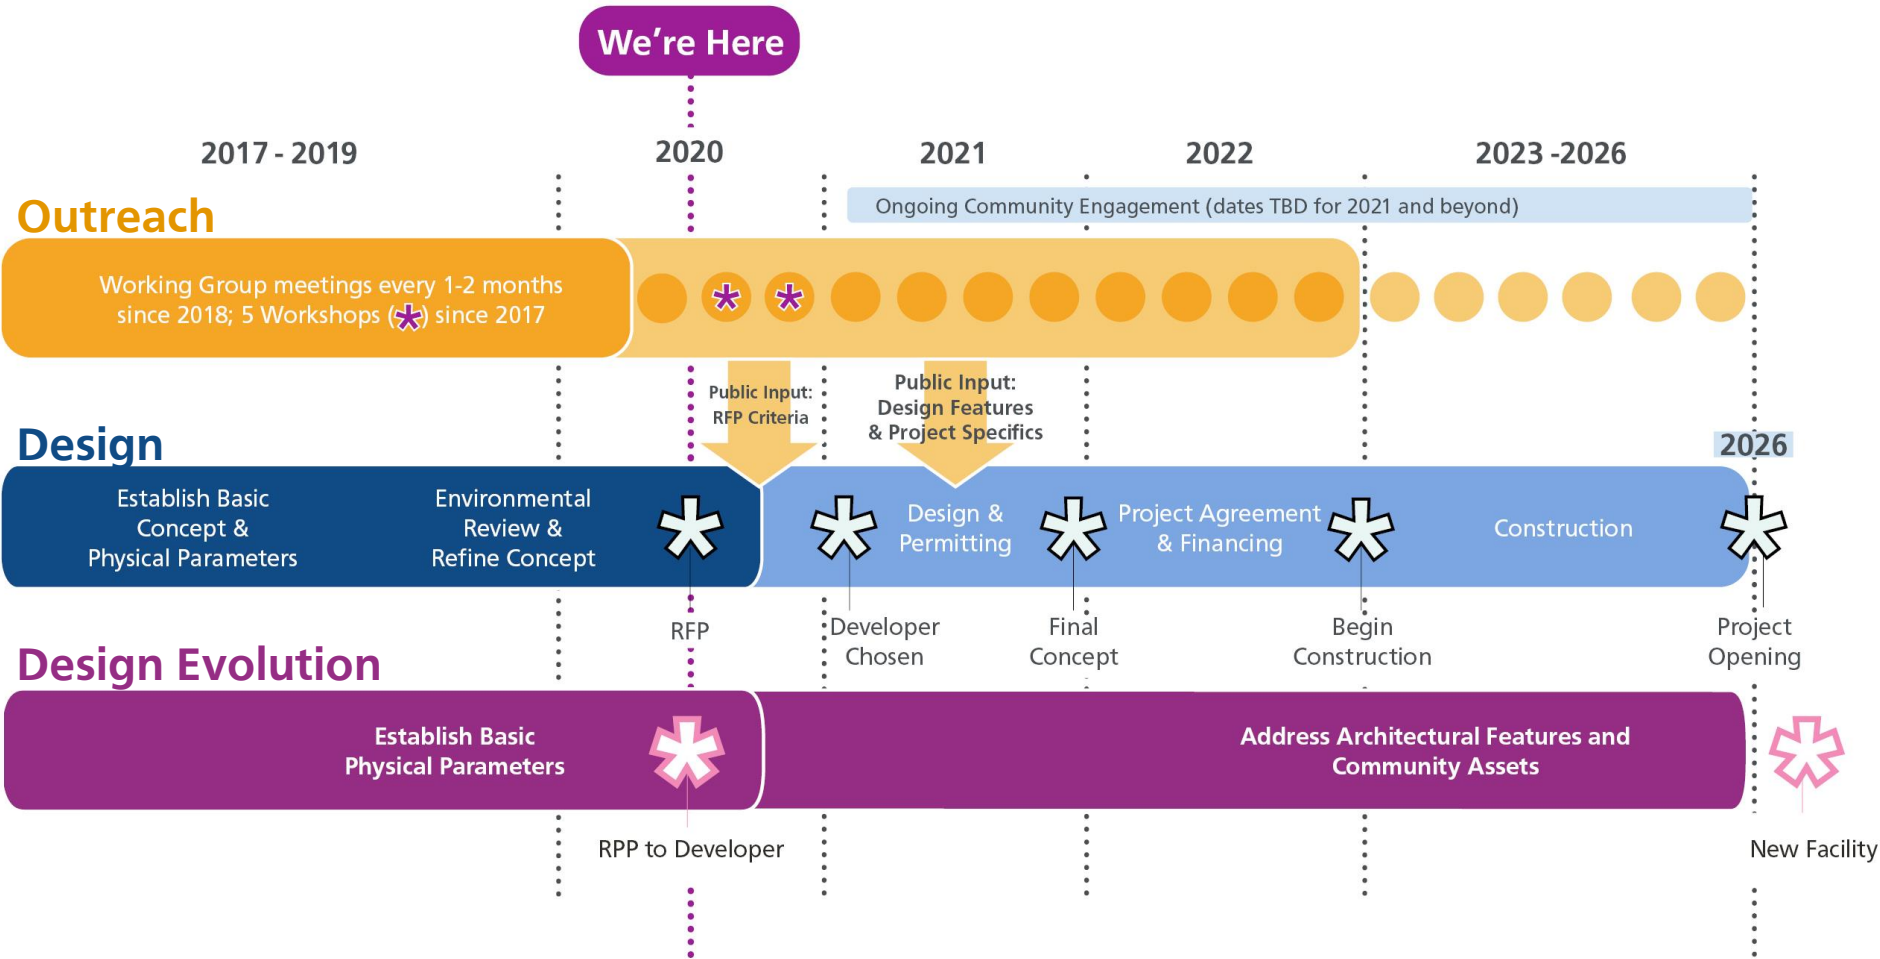 We're Here
2017 - 2019
2020
2021
2022
2023 -2026
Ongoing Community Engagement (dates TBD for 2021 and beyond)
Outreach
Working Group meetings every 1-2 months
since 2018; 5 Workshops (*) since 2017
Public Input:
RFP Criteria
Public Input:
Design Features
& Project Specifics
Design
2026
Establish Basic
Concept &
Physical Parameters
Environmental
Review &
Refine Concept
Design &
Permitting
Project Agreement
& Financing
Construction
RFP
Developer
Chosen
Final
Concept
Begin
Construction
Project
Opening
Design Evolution
Establish Basic
Physical Parameters
Address Architectural Features and
Community Assets
RPP to Developer
New Facility